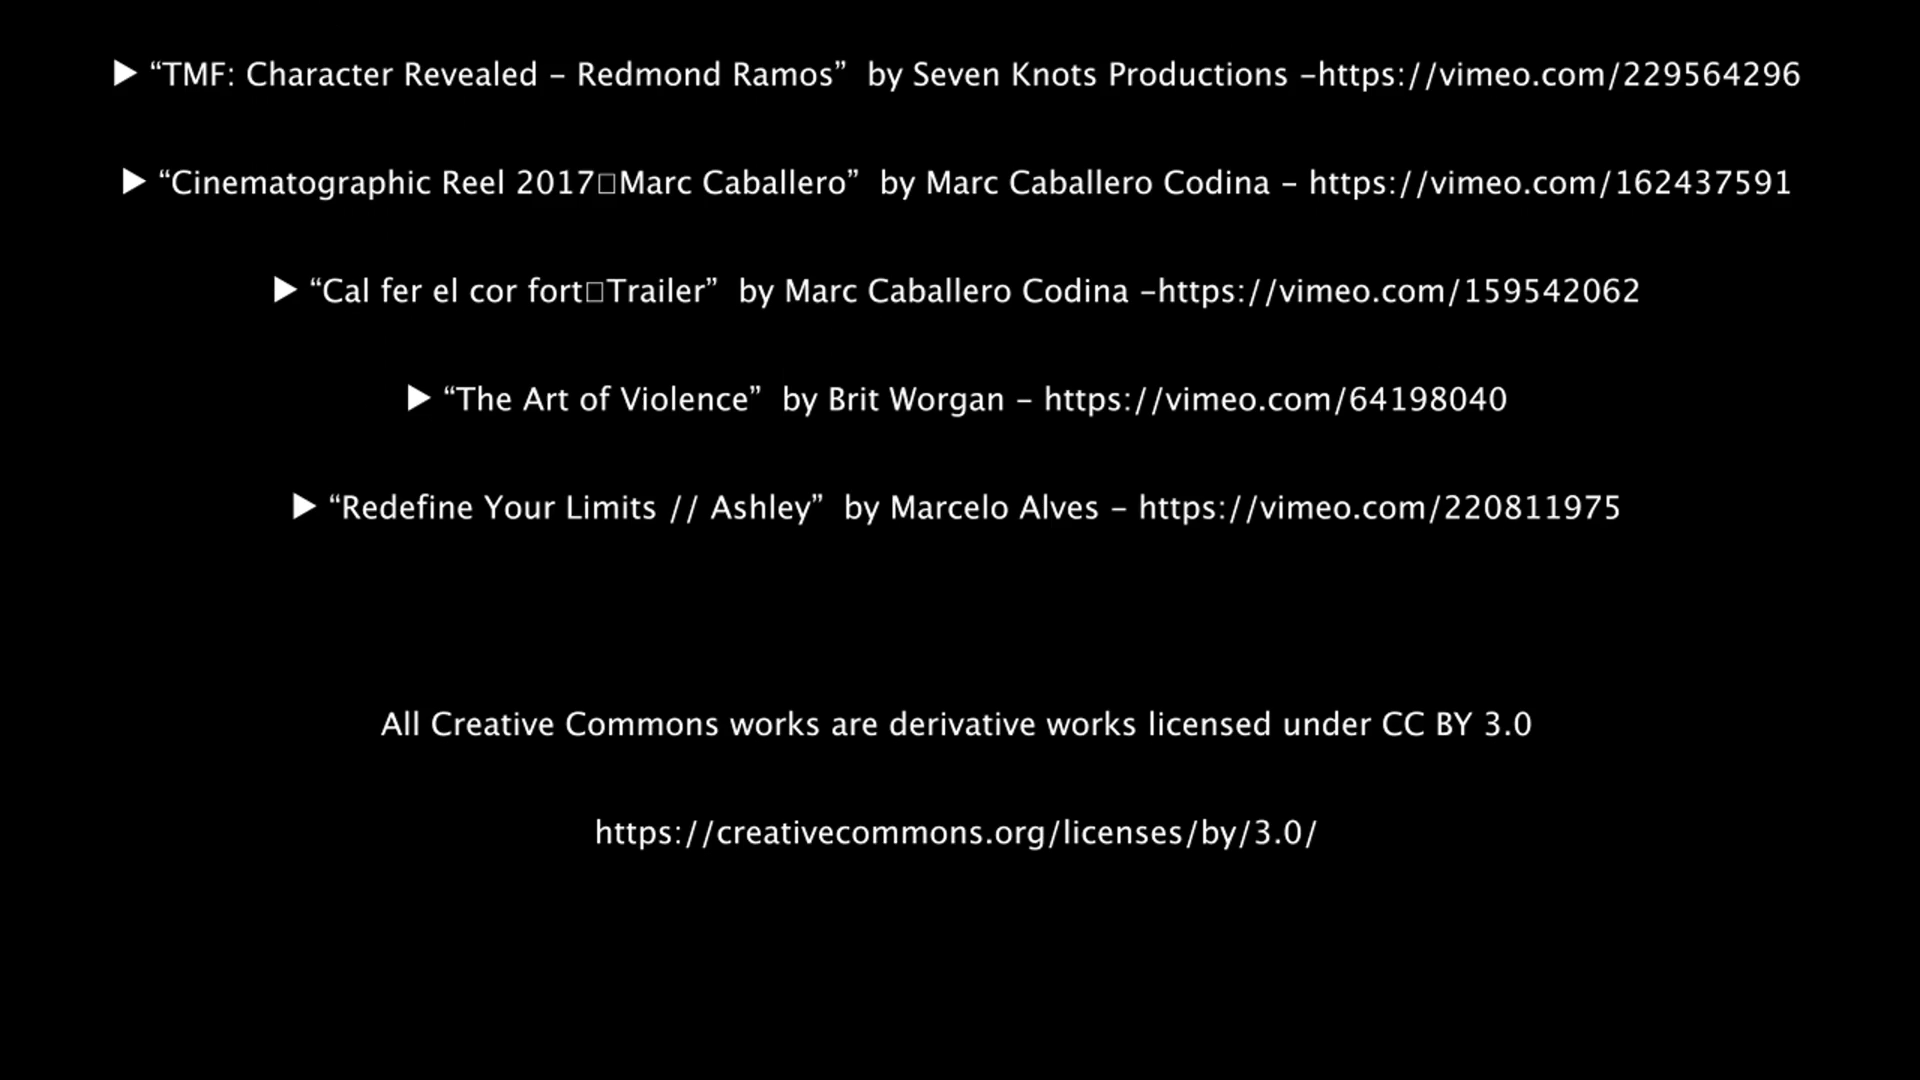 ▶ “TMF: Character Revealed – Redmond Ramos”  by Seven Knots Productions –https://vimeo.com/229564296
▶ “Cinematographic Reel 2017□Marc Caballero”  by Marc Caballero Codina – https://vimeo.com/162437591
▶ “Cal fer el cor fort□Trailer”  by Marc Caballero Codina –https://vimeo.com/159542062
▶ “The Art of Violence”  by Brit Worgan – https://vimeo.com/64198040
▶ “Redefine Your Limits // Ashley”  by Marcelo Alves – https://vimeo.com/220811975
All Creative Commons works are derivative works licensed under CC BY 3.0
https://creativecommons.org/licenses/by/3.0/